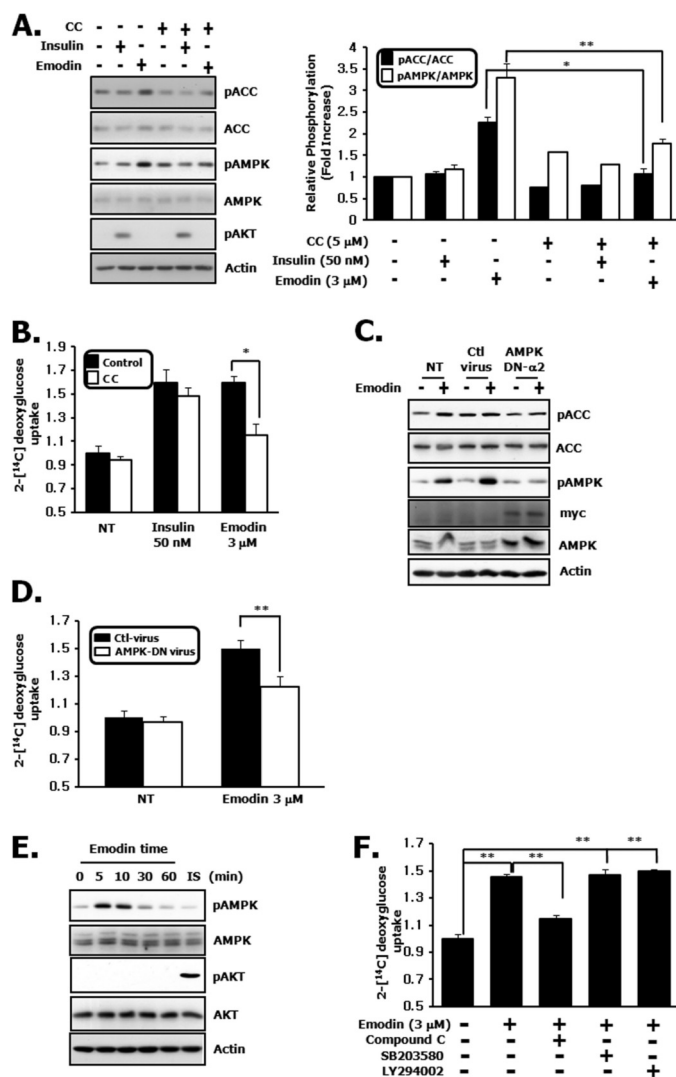 A.
CC - - - + + +
Insulin - + - - + -
Emodin - - + - - +
pACC
ACC
pAMPK
AMPK
pAKT
Actin
Relative Phosphorylation
(Fold Increase)
4
3.5
3
2.5
2
1.5
1
0.5
0
pACC/ACC
pAMPK/AMPK
**
*
CC (5 μM) - - - + + +
Insulin (50 nM) - + - - + -
Emodin (3 μM) - - + - - +
B.
2-[¹⁴C] deoxyglucose
uptake
1.7
1.5
1.3
1.1
0.9
0.7
0.5
Control
CC
*
NT Insulin Emodin
50 nM 3 μM
C.
Ctl AMPK
NT virus DN-α2
Emodin - + - + - +
pACC
ACC
pAMPK
myc
AMPK
Actin
D.
2-[¹⁴C] deoxyglucose
uptake
1.7
1.5
1.3
1.1
0.9
0.7
0.5
Ctl-virus
AMPK-DN virus
**
NT Emodin 3 μM
E.
Emodin time
0 5 10 30 60 IS (min)
pAMPK
AMPK
pAKT
AKT
Actin
F.
2-[¹⁴C] deoxyglucose
uptake
1.7
1.5
1.3
1.1
0.9
0.7
0.5
** **
** **
Emodin (3 μM) - + + + +
Compound C - - + - -
SB203580 - - - + -
LY294002 - - - - +